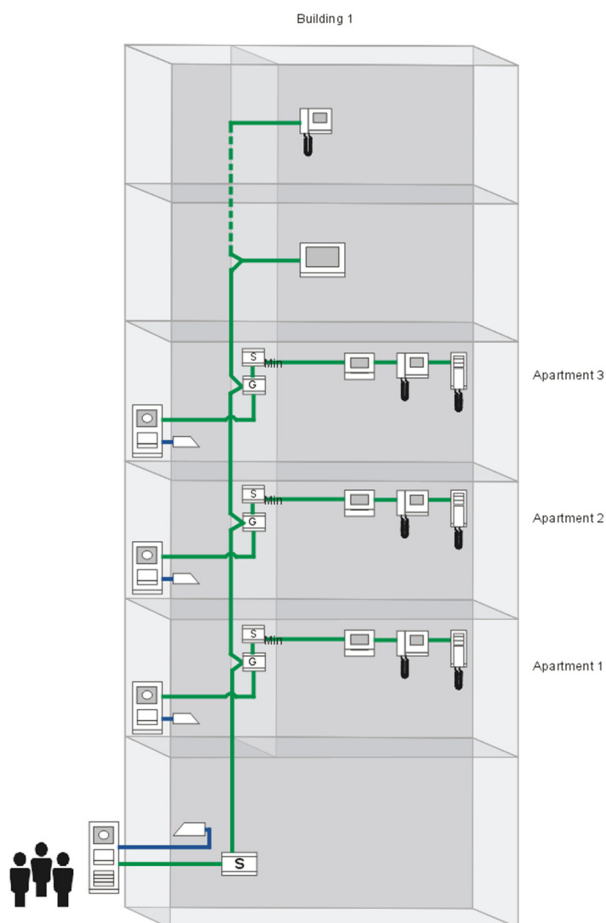 Building 1
S
Min
G
Apartment 3
S
Min
G
Apartment 2
S
Min
G
Apartment 1
S